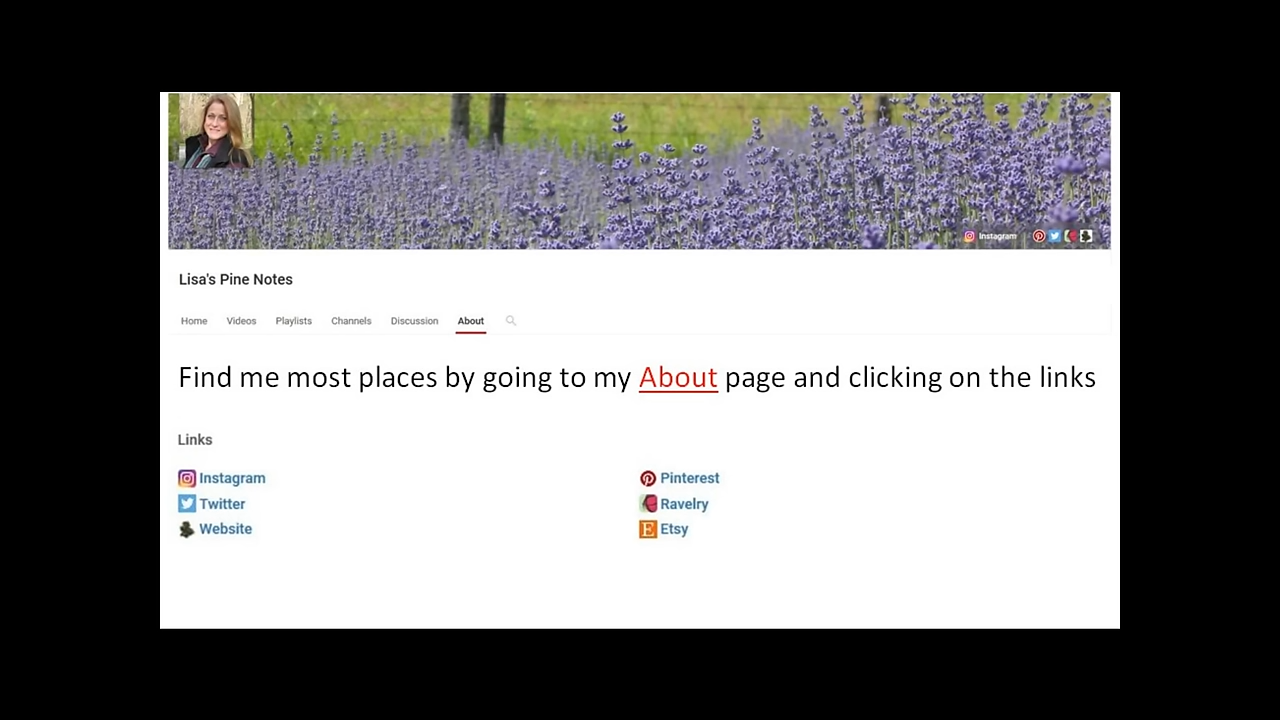 Instagram
Lisa's Pine Notes
Home Videos Playlists Channels Discussion About
Find me most places by going to my About page and clicking on the links
Links
Instagram Pinterest
Twitter Ravelry
Website Etsy